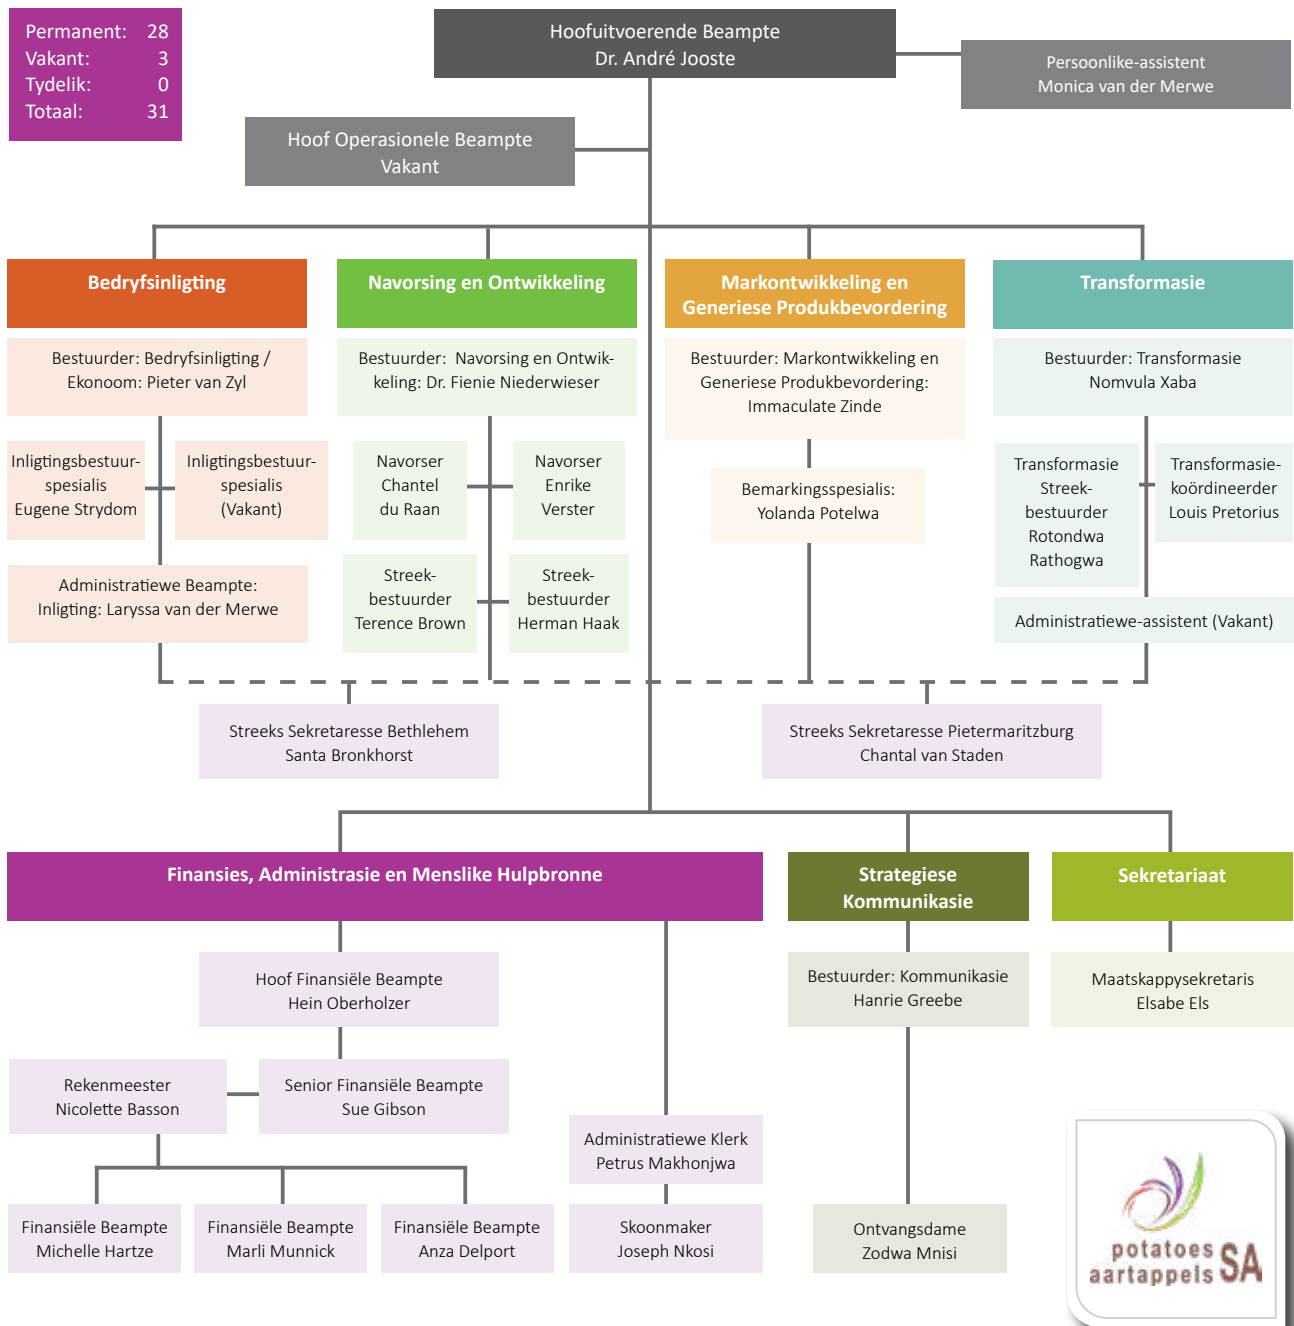 Permanent: 28
Vakant: 3
Tydelik: 0
Totaal: 31
Hoofuitvoerende Beampte
Dr. André Jooste
Persoonlike-assistent
Monica van der Merwe
Hoof Operasionele Beampte
Vakant
Bedryfsinligting
Navorsing en Ontwikkeling
Markontwikkeling en
Generiese Produkbevordering
Transformasie
Bestuurder: Bedryfsinligting /
Ekonoom: Pieter van Zyl
Bestuurder: Navorsing en Ontwik-
keling: Dr. Fienie Niederwieser
Bestuurder: Markontwikkeling en
Generiese Produkbevordering:
Immaculate Zinde
Bestuurder: Transformasie
Nomvula Xaba
Inligtingsbestuur-
spesialis
Eugene Strydom
Inligtingsbestuur-
spesialis
(Vakant)
Navorser
Chantel
du Raan
Navorser
Enrike
Verster
Bemarkingsspesialis:
Yolanda Potelwa
Transformasie
Streek-
bestuurder
Rotondwa
Rathogwa
Transformasie-
koördineerder
Louis Pretorius
Administratiewe Beampte:
Inligting: Laryssa van der Merwe
Streek-
bestuurder
Terence Brown
Streek-
bestuurder
Herman Haak
Administratiewe-assistent (Vakant)
Streeks Sekretaresse Bethlehem
Santa Bronkhorst
Streeks Sekretaresse Pietermaritzburg
Chantal van Staden
Finansies, Administrasie en Menslike Hulpbronne
Strategiese
Kommunikasie
Sekretariaat
Hoof Finansiële Beampte
Hein Oberholzer
Bestuurder: Kommunikasie
Hanrie Greebe
Maatskappysekretaris
Elsabe Els
Rekenmeester
Nicolette Basson
Senior Finansiële Beampte
Sue Gibson
Administratiewe Klerk
Petrus Makhonjwa
Finansiële Beampte
Michelle Hartze
Finansiële Beampte
Marli Munnick
Finansiële Beampte
Anza Delport
Skoonmaker
Joseph Nkosi
Ontvangsdame
Zodwa Mnisi
potatoes
aartappels SA